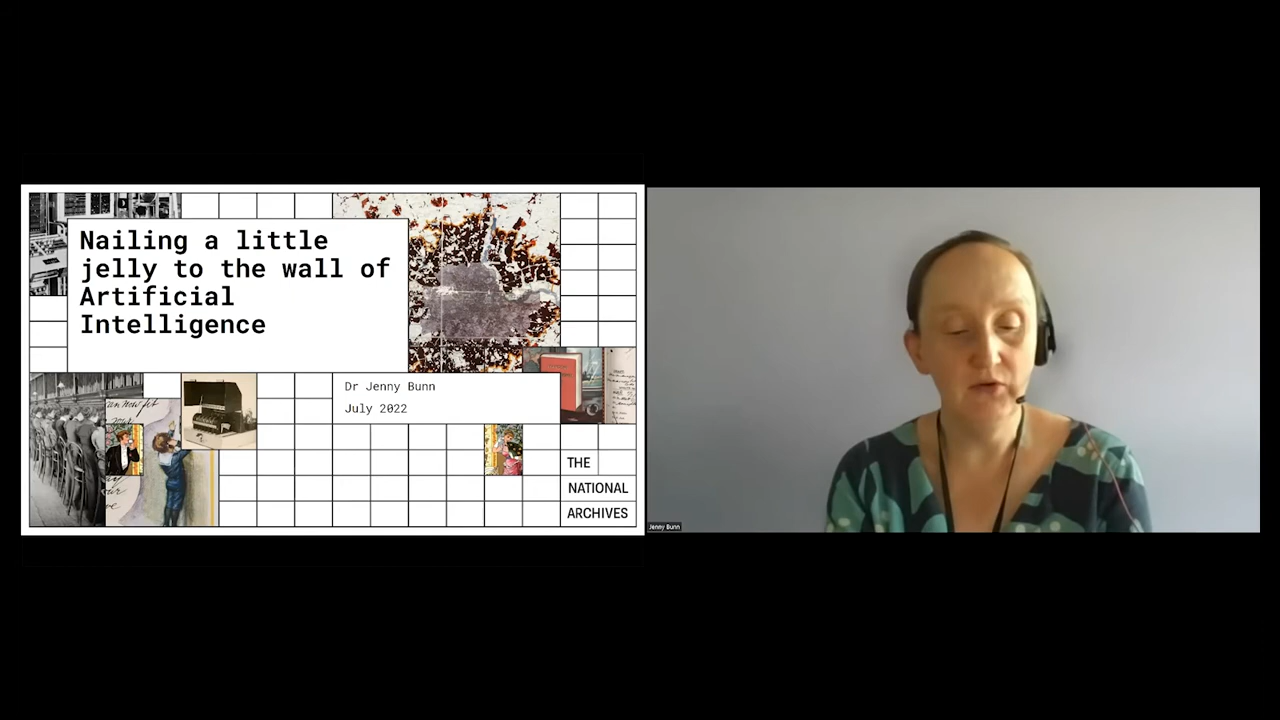 Nailing a little
jelly to the wall of
Artificial
Intelligence
Dr Jenny Bunn
July 2022
THE
NATIONAL
ARCHIVES
Jenny Bunn